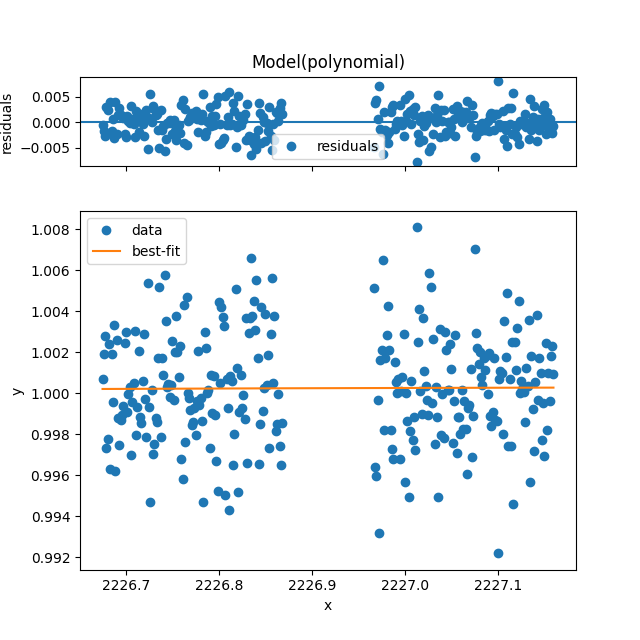 Model(polynomial)
residuals
0.005
0.000
−0.005
residuals
y
1.008
1.006
1.004
1.002
1.000
0.998
0.996
0.994
0.992
data
best-fit
2226.7 2226.8 2226.9 2227.0 2227.1
x